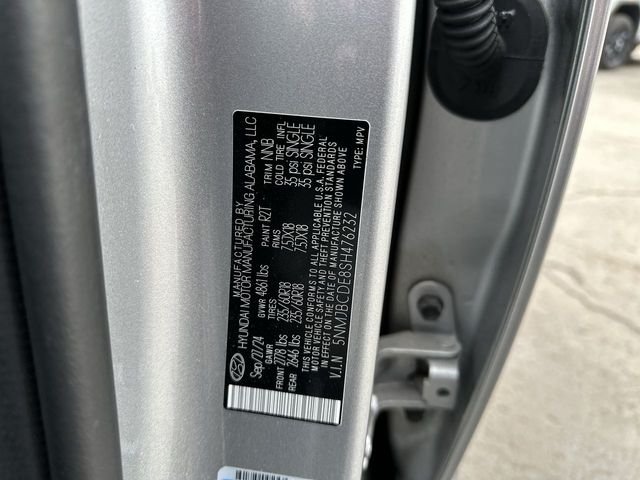 MANUFACTURED BY
HYUNDAI MOTOR MANUFACTURING ALABAMA, LLC
Sep/27/24 GVWR 4861 lbs PAINT R2T TRIM NNB
GAWR TIRES RIMS COLD TIRE INFL
FRONT 2778 lbs 235/60R18 7.5JX18 35 psi SINGLE
REAR 2646 lbs 235/60R18 7.5JX18 35 psi SINGLE
THIS VEHICLE CONFORMS TO ALL APPLICABLE U.S.A. FEDERAL
MOTOR VEHICLE SAFETY AND THEFT PREVENTION STANDARDS
IN EFFECT ON THE DATE OF MANUFACTURE SHOWN ABOVE
V.I.N 5NMJBCDE8SH476232 TYPE: MPV